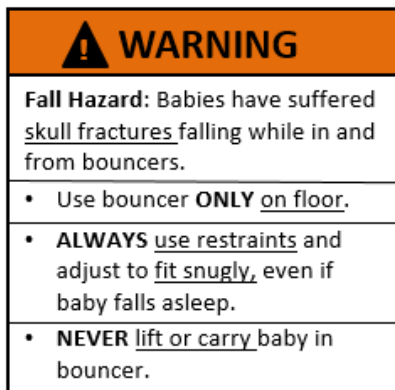 WARNING
Fall Hazard: Babies have suffered
skull fractures falling while in and
from bouncers.
• Use bouncer ONLY on floor.
• ALWAYS use restraints and
adjust to fit snugly, even if
baby falls asleep.
• NEVER lift or carry baby in
bouncer.